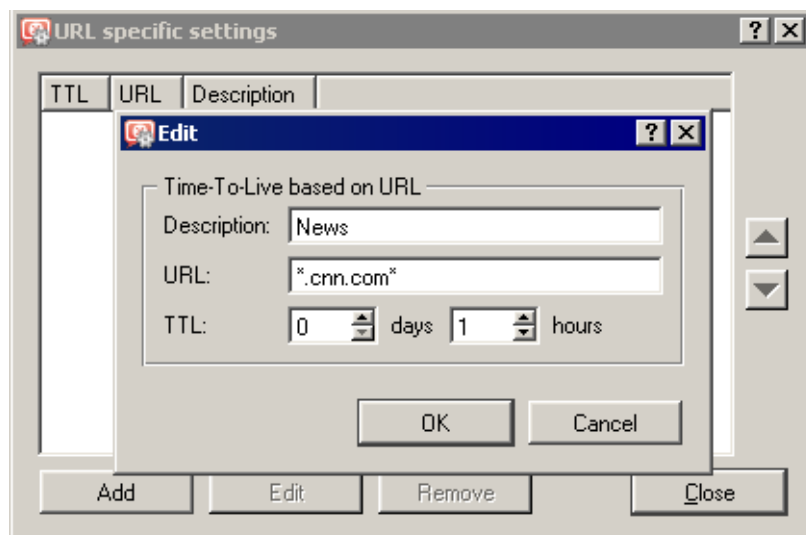 URL specific settings
TTL URL Description
Edit
Time-To-Live based on URL
Description: News
URL: *.cnn.com*
TTL: 0 days 1 hours
OK Cancel
Add Edit Remove Close